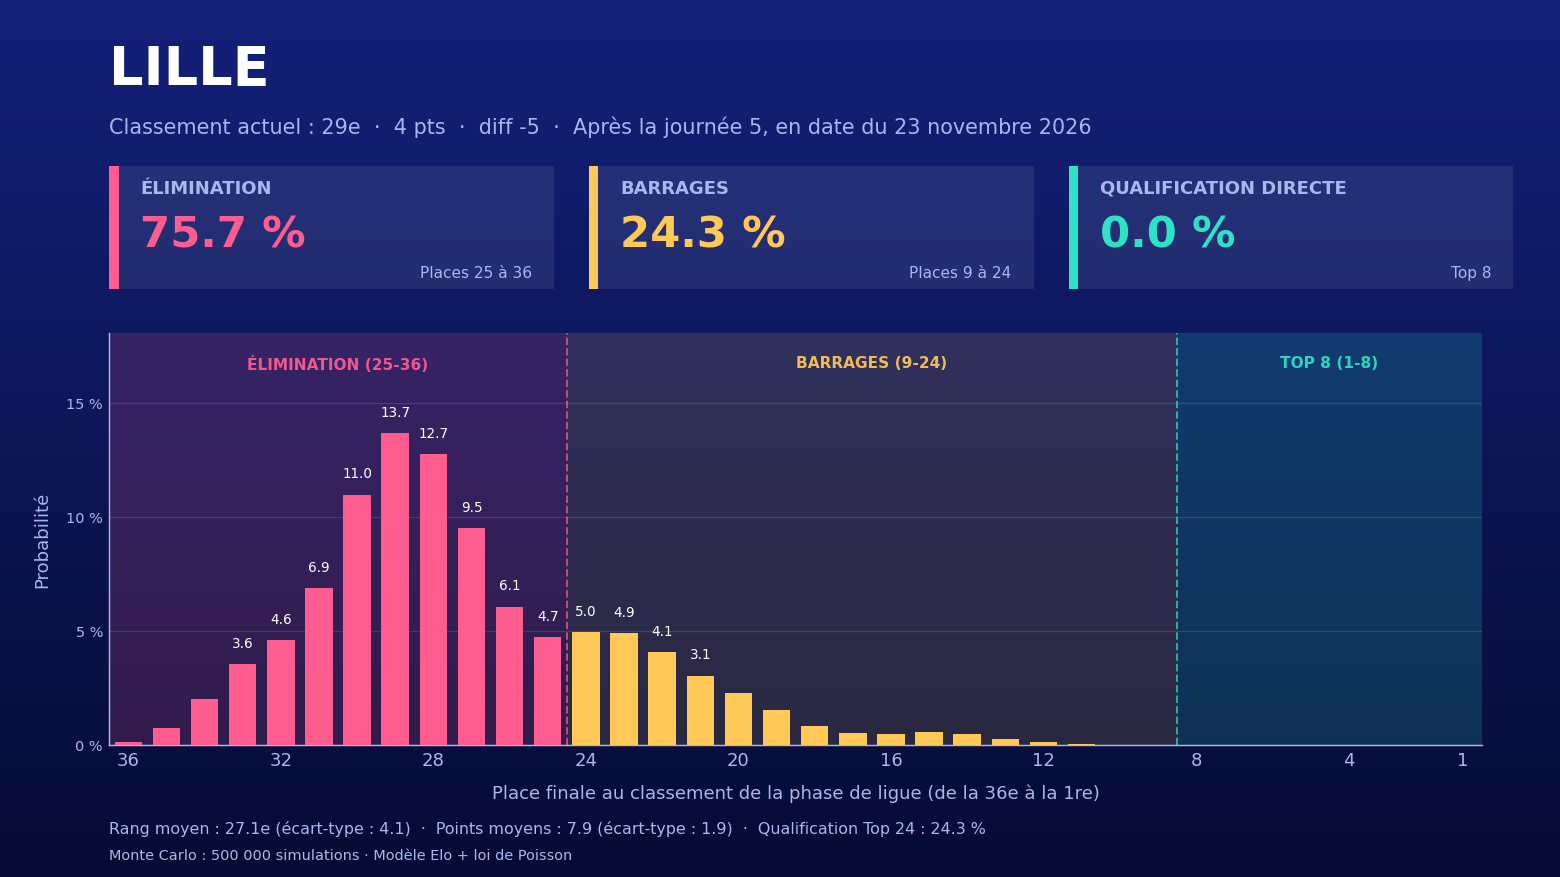 LILLE
Classement actuel : 29e · 4 pts · diff -5 · Après la journée 5, en date du 23 novembre 2026
ÉLIMINATION
75.7 %
Places 25 à 36
BARRAGES
24.3 %
Places 9 à 24
QUALIFICATION DIRECTE
0.0 %
Top 8
ÉLIMINATION (25-36)
BARRAGES (9-24)
TOP 8 (1-8)
Probabilité
15 %
10 %
5 %
0 %
3.6
4.6
6.9
11.0
13.7
12.7
9.5
6.1
4.7
5.0
4.9
4.1
3.1
36 32 28 24 20 16 12 8 4 1
Place finale au classement de la phase de ligue (de la 36e à la 1re)
Rang moyen : 27.1e (écart-type : 4.1) · Points moyens : 7.9 (écart-type : 1.9) · Qualification Top 24 : 24.3 %
Monte Carlo : 500 000 simulations · Modèle Elo + loi de Poisson